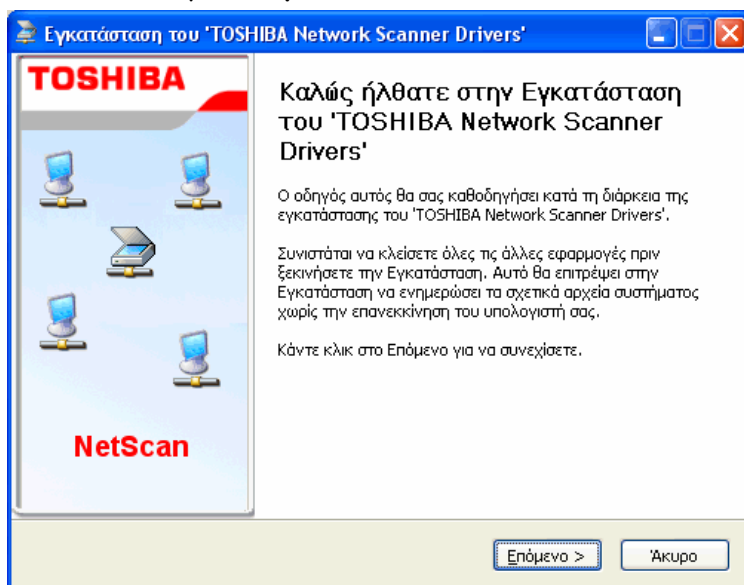 Εγκατάσταση του 'TOSHIBA Network Scanner Drivers'
TOSHIBA
Καλώς ήλθατε στην Εγκατάσταση
του 'TOSHIBA Network Scanner
Drivers'
Ο οδηγός αυτός θα σας καθοδηγήσει κατά τη διάρκεια της
εγκατάστασης του 'TOSHIBA Network Scanner Drivers'.
Συνιστάται να κλείσετε όλες τις άλλες εφαρμογές πριν
ξεκινήσετε την Εγκατάσταση. Αυτό θα επιτρέψει στην
Εγκατάσταση να ενημερώσει τα σχετικά αρχεία συστήματος
χωρίς την επανεκκίνηση του υπολογιστή σας.
Κάντε κλικ στο Επόμενο για να συνεχίσετε.
NetScan
Επόμενο >
Άκυρο